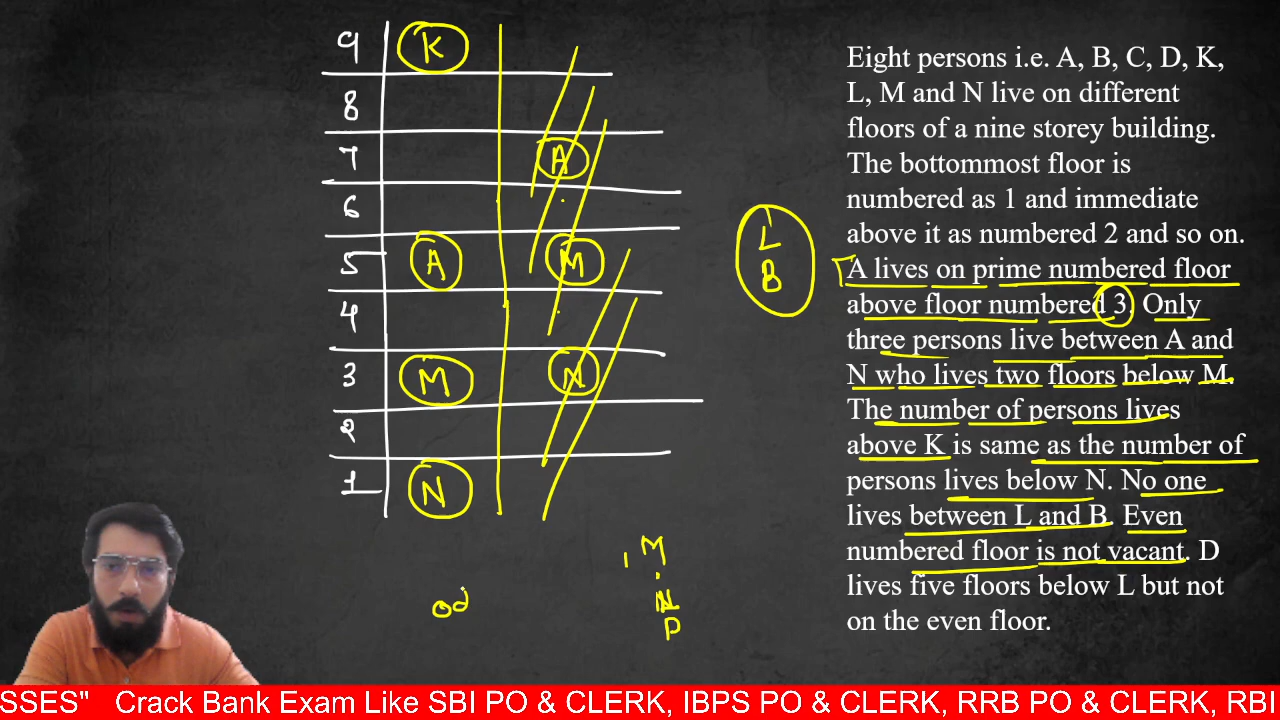 9 K
8
7 A
6
5 A M
4
3 M N
2
1 N
L
B
M
N
D
od
Eight persons i.e. A, B, C, D, K,
L, M and N live on different
floors of a nine storey building.
The bottommost floor is
numbered as 1 and immediate
above it as numbered 2 and so on.
A lives on prime numbered floor
above floor numbered 3. Only
three persons live between A and
N who lives two floors below M.
The number of persons lives
above K is same as the number of
persons lives below N. No one
lives between L and B. Even
numbered floor is not vacant. D
lives five floors below L but not
on the even floor.
SSES" Crack Bank Exam Like SBI PO & CLERK, IBPS PO & CLERK, RRB PO & CLERK, RBI